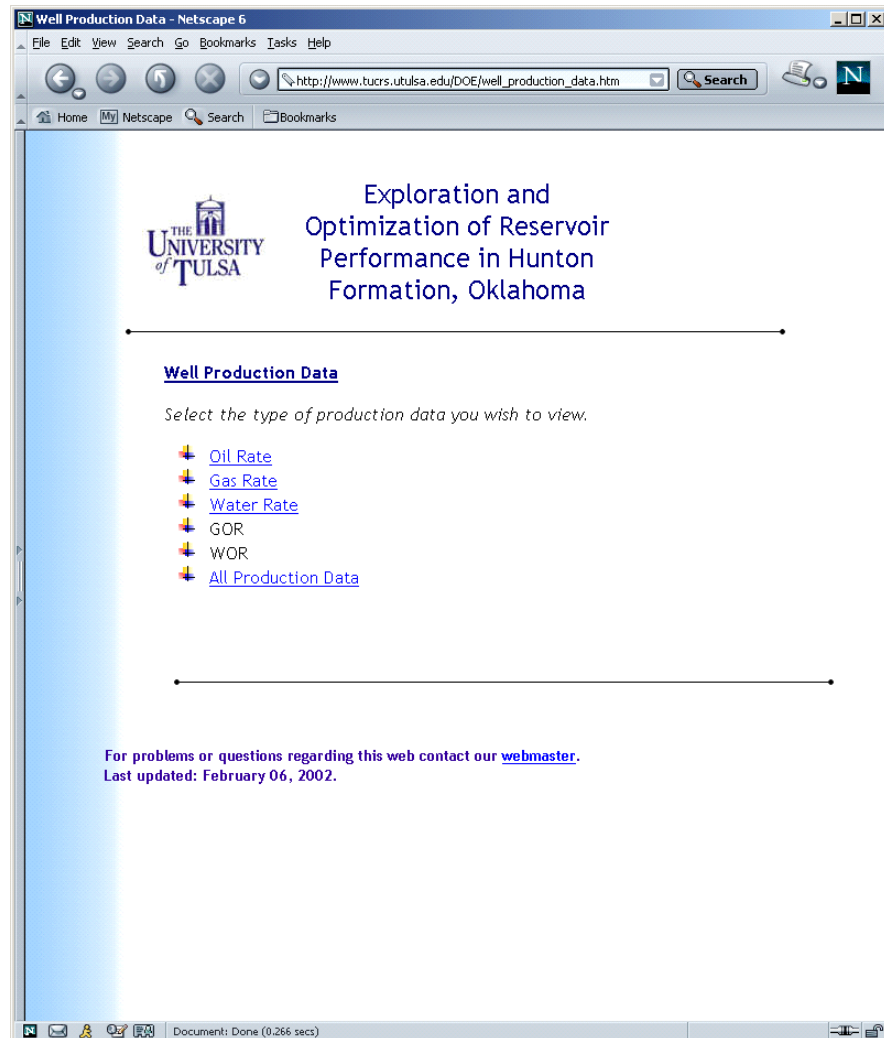 Well Production Data - Netscape 6
File Edit View Search Go Bookmarks Tasks Help
http://www.tucrs.utulsa.edu/DOE/well_production_data.htm
Search
N
Home My Netscape Search Bookmarks
THE
UNIVERSITY
of TULSA
Exploration and
Optimization of Reservoir
Performance in Hunton
Formation, Oklahoma
Well Production Data
Select the type of production data you wish to view.
Oil Rate
Gas Rate
Water Rate
GOR
WOR
All Production Data
For problems or questions regarding this web contact our webmaster.
Last updated: February 06, 2002.
Document: Done (0.266 secs)